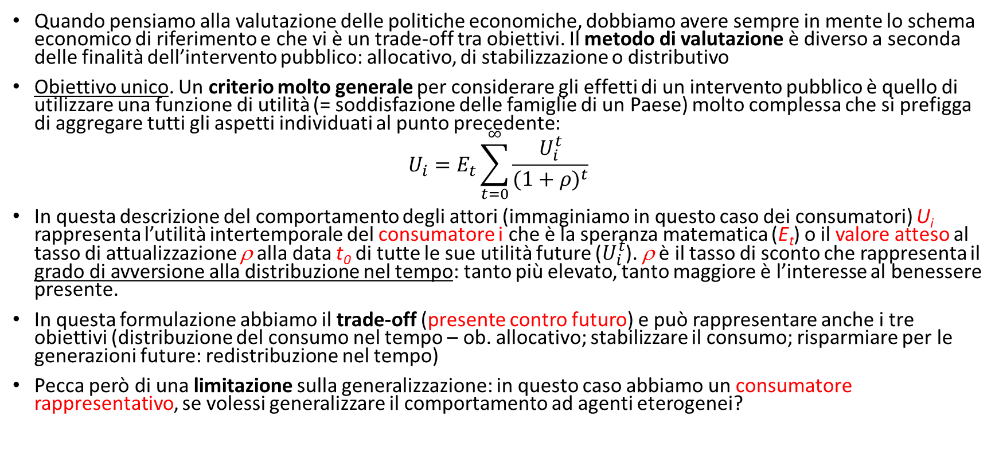 • Quando pensiamo alla valutazione delle politiche economiche, dobbiamo avere sempre in mente lo schema
economico di riferimento e che vi è un trade-off tra obiettivi. Il metodo di valutazione è diverso a seconda
delle finalità dell’intervento pubblico: allocativo, di stabilizzazione o distributivo
• Obiettivo unico. Un criterio molto generale per considerare gli effetti di un intervento pubblico è quello di
utilizzare una funzione di utilità (= soddisfazione delle famiglie di un Paese) molto complessa che si prefigga
di aggregare tutti gli aspetti individuati al punto precedente:
$U_i = E_t \sum_{t=0}^{\infty} \frac{U_i^t}{(1+\rho)^t}$
• In questa descrizione del comportamento degli attori (immaginiamo in questo caso dei consumatori) $U_i$
rappresenta l’utilità intertemporale del consumatore i che è la speranza matematica ($E_t$) o il valore atteso al
tasso di attualizzazione ρ alla data $t_0$ di tutte le sue utilità future ($U_i^t$). ρ è il tasso di sconto che rappresenta il
grado di avversione alla distribuzione nel tempo: tanto più elevato, tanto maggiore è l’interesse al benessere
presente.
• In questa formulazione abbiamo il trade-off (presente contro futuro) e può rappresentare anche i tre
obiettivi (distribuzione del consumo nel tempo – ob. allocativo; stabilizzare il consumo; risparmiare per le
generazioni future: redistribuzione nel tempo)
• Pecca però di una limitazione sulla generalizzazione: in questo caso abbiamo un consumatore
rappresentativo, se volessi generalizzare il comportamento ad agenti eterogenei?